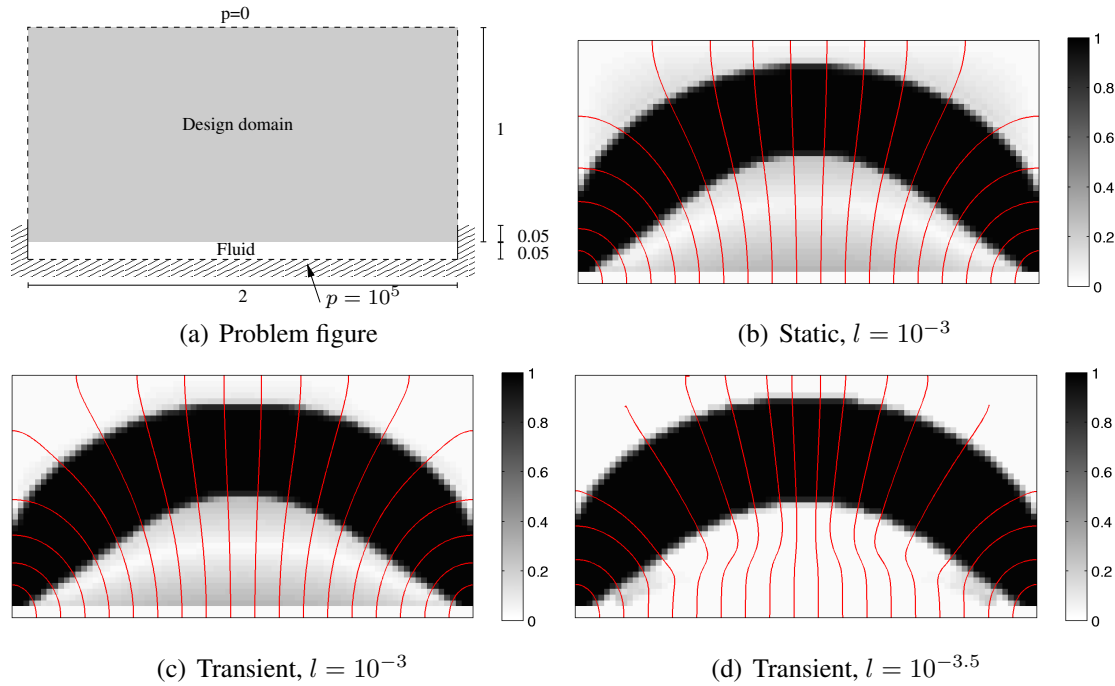 p=0
Design domain
1
Fluid
0.05
0.05
2
p = 10^5
(a) Problem figure
1
0.8
0.6
0.4
0.2
0
(b) Static, l = 10^{-3}
1
0.8
0.6
0.4
0.2
0
(c) Transient, l = 10^{-3}
1
0.8
0.6
0.4
0.2
0
(d) Transient, l = 10^{-3.5}